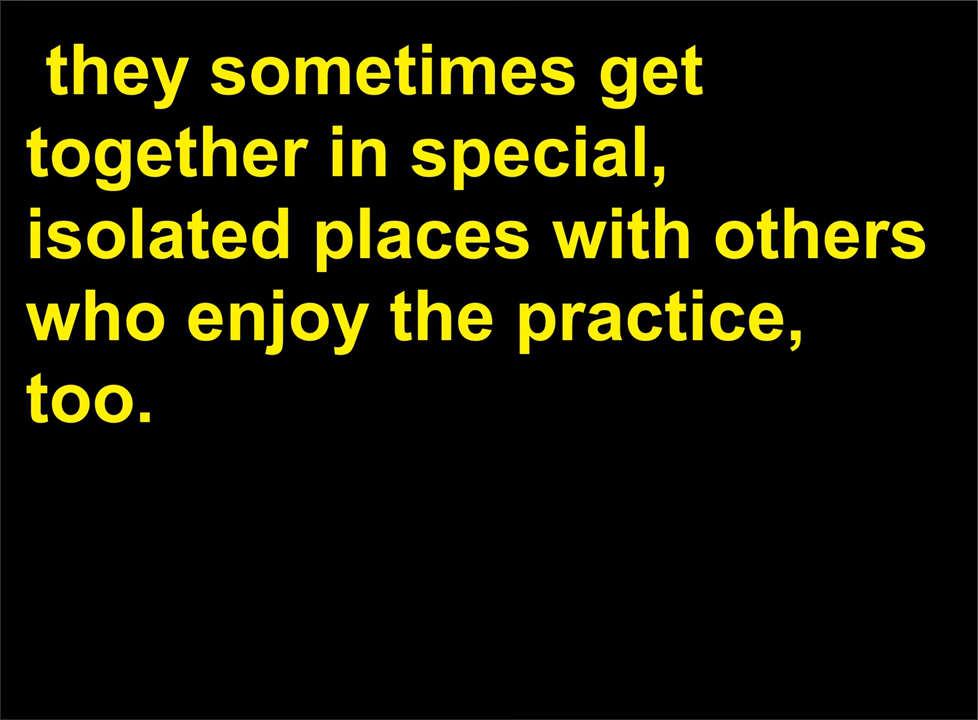 they sometimes get
together in special,
isolated places with others
who enjoy the practice,
too.